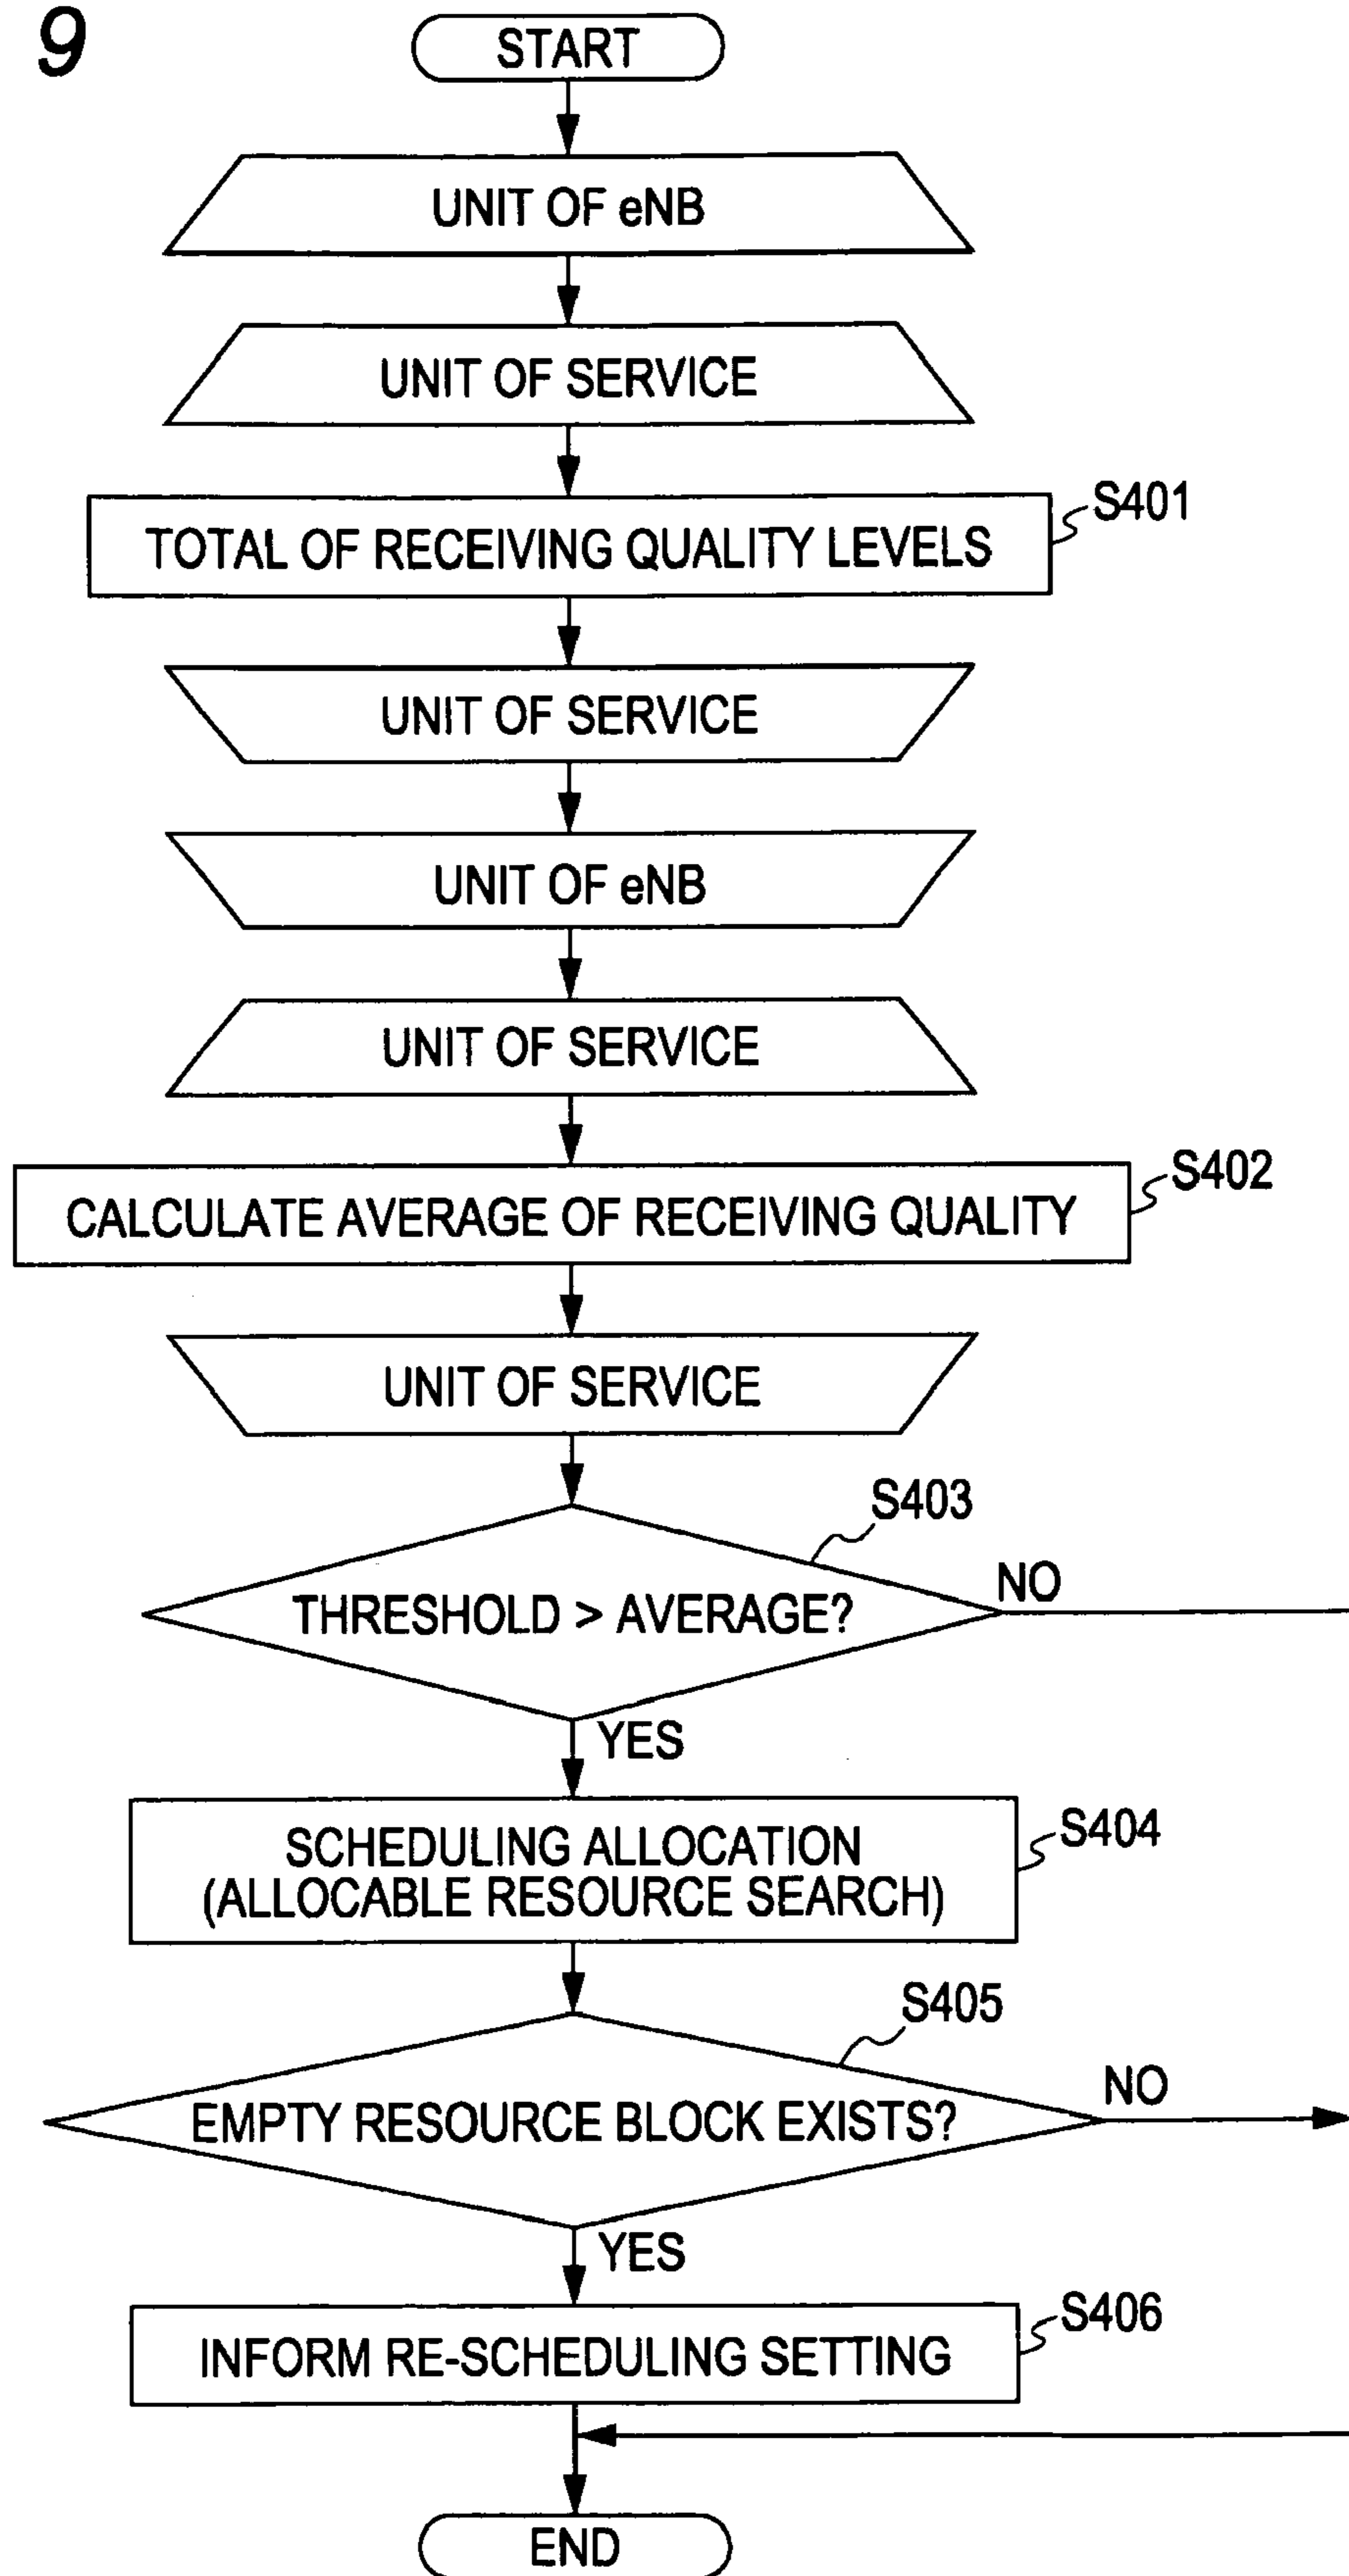 9
START
UNIT OF eNB
UNIT OF SERVICE
S401
TOTAL OF RECEIVING QUALITY LEVELS
UNIT OF SERVICE
UNIT OF eNB
UNIT OF SERVICE
S402
CALCULATE AVERAGE OF RECEIVING QUALITY
UNIT OF SERVICE
S403
THRESHOLD > AVERAGE?
NO
YES
S404
SCHEDULING ALLOCATION
(ALLOCABLE RESOURCE SEARCH)
S405
EMPTY RESOURCE BLOCK EXISTS?
NO
YES
S406
INFORM RE-SCHEDULING SETTING
END